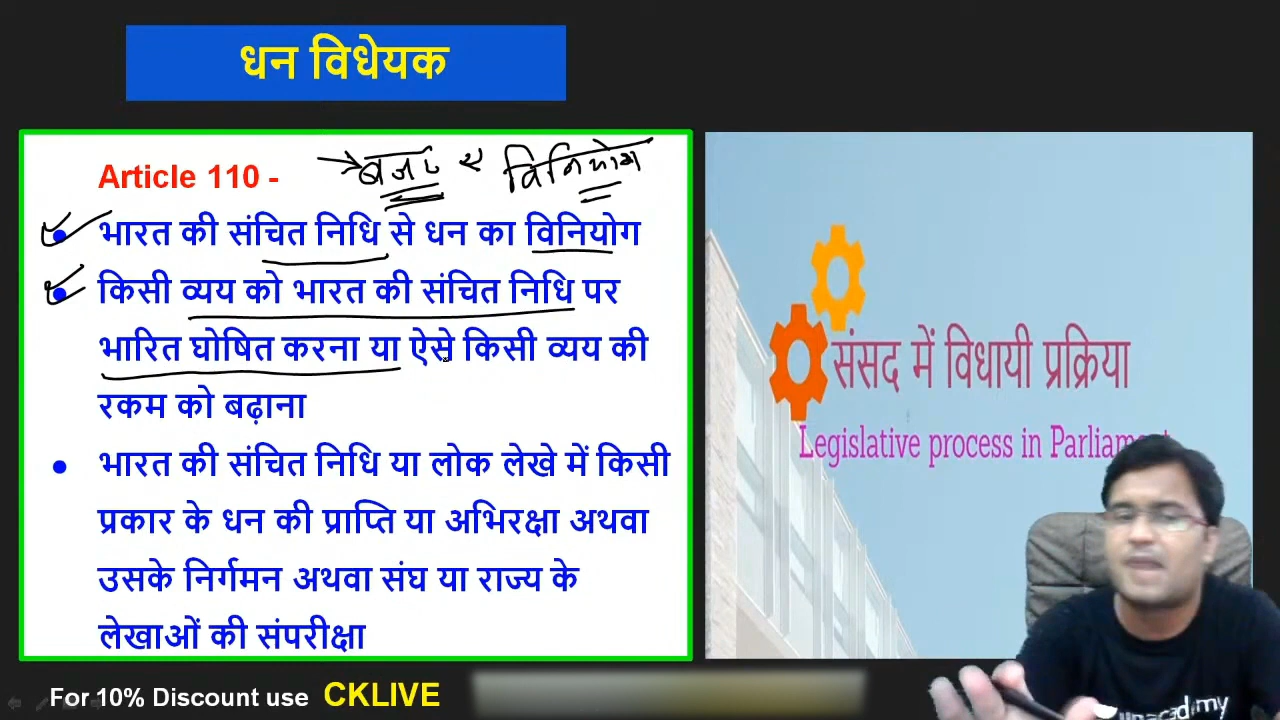 धन विधेयक
Article 110 -
बजट व विनियोग
भारत की संचित निधि से धन का विनियोग
किसी व्यय को भारत की संचित निधि पर
भारित घोषित करना या ऐसे किसी व्यय की
रकम को बढ़ाना
भारत की संचित निधि या लोक लेखे में किसी
प्रकार के धन की प्राप्ति या अभिरक्षा अथवा
उसके निर्गमन अथवा संघ या राज्य के
लेखाओं की संपरीक्षा
संसद में विधायी प्रक्रिया
Legislative process in
For 10% Discount use CKLIVE